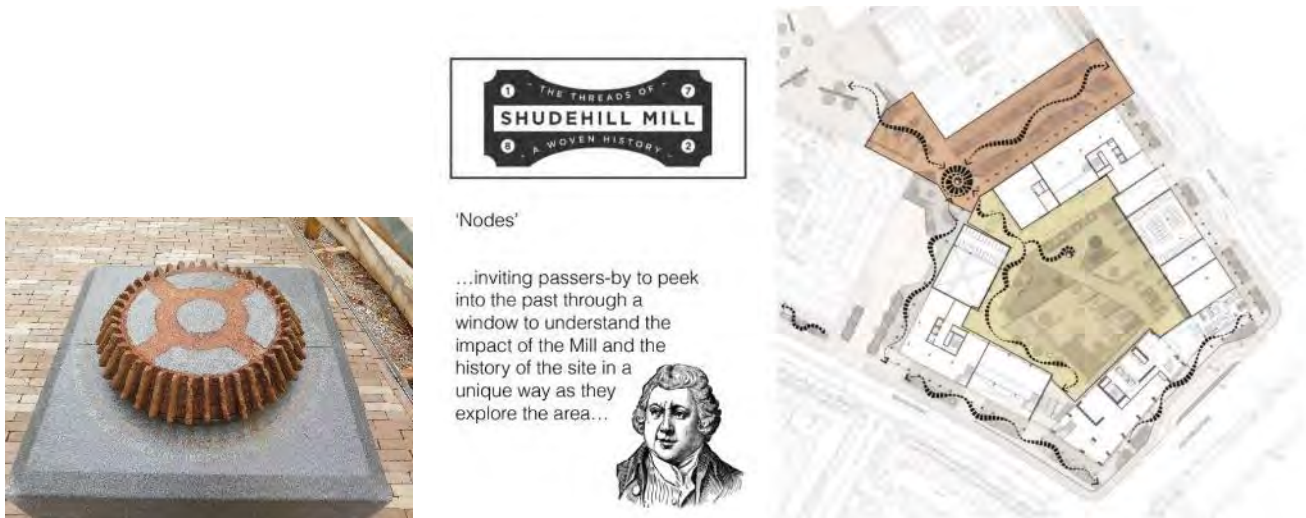 1
- THE THREADS OF -
7
SHUDEHILL MILL
8
- A WOVEN HISTORY -
2
'Nodes'
…inviting passers-by to peek
into the past through a
window to understand the
impact of the Mill and the
history of the site in a
unique way as they
explore the area…